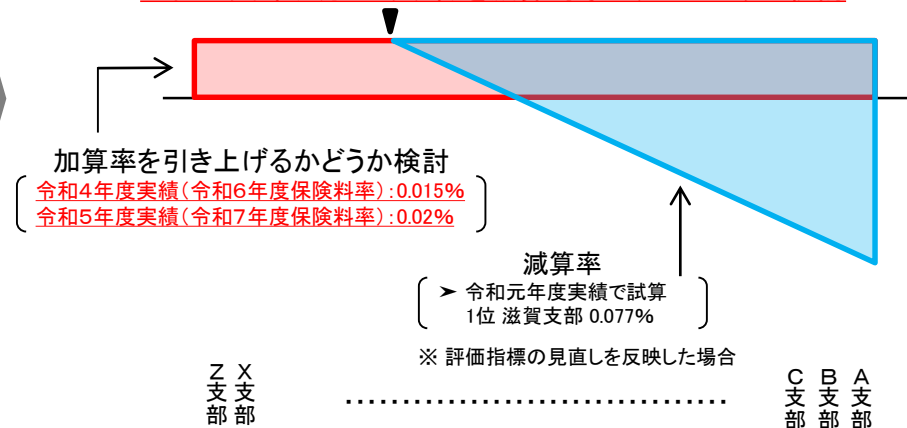 加算率を引き上げるかどうか検討
令和4年度実績(令和6年度保険料率):0.015%
令和5年度実績(令和7年度保険料率):0.02%
減算率
➤ 令和元年度実績で試算
1位 滋賀支部 0.077%
※ 評価指標の見直しを反映した場合
Z支部
X支部
‥‥‥‥‥‥‥‥‥‥‥‥‥‥‥‥
C支部
B支部
A支部